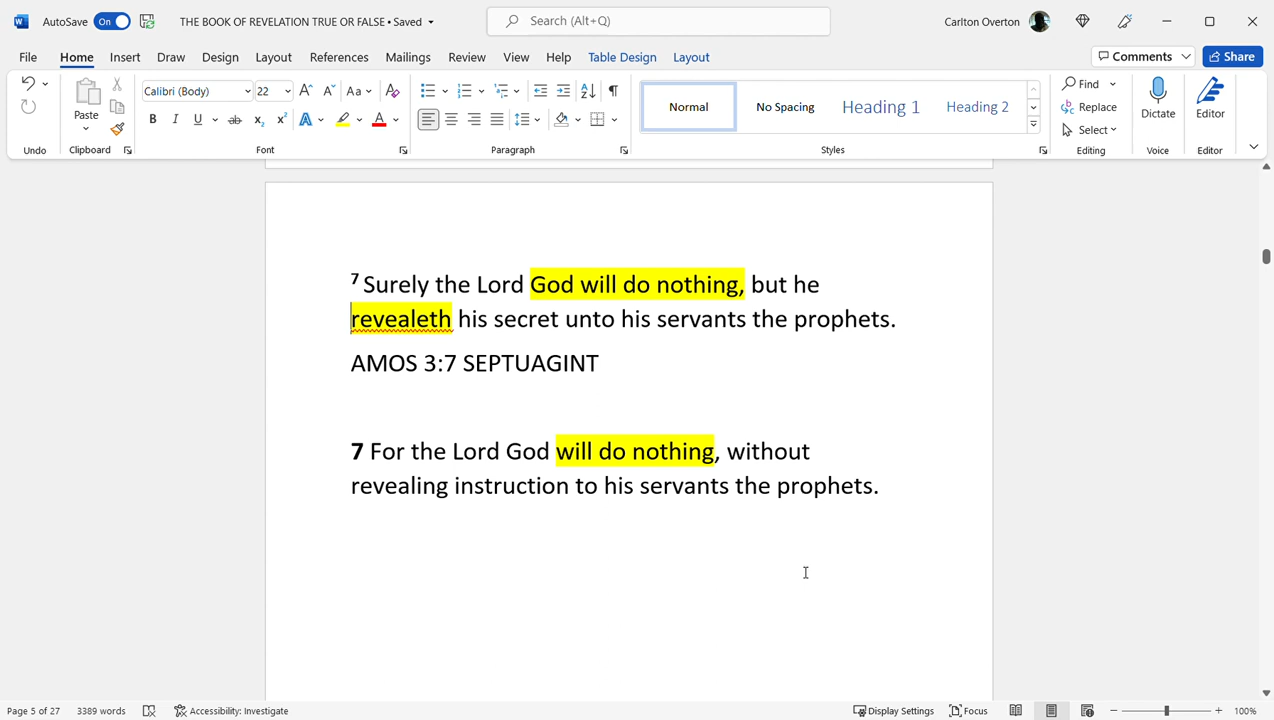 AutoSave On THE BOOK OF REVELATION TRUE OR FALSE • Saved Search (Alt+Q) Carlton Overton
File Home Insert Draw Design Layout References Mailings Review View Help Table Design Layout Comments Share
Calibri (Body) 22 A A Aa A Normal No Spacing Heading 1 Heading 2 Find
Paste B I U ab x₂ x² A A Replace Dictate Editor
Select
Undo Clipboard Font Paragraph Styles Editing Voice Editor
7 Surely the Lord God will do nothing, but he
revealeth his secret unto his servants the prophets.
AMOS 3:7 SEPTUAGINT
7 For the Lord God will do nothing, without
revealing instruction to his servants the prophets.
Page 5 of 27 3389 words Accessibility: Investigate Display Settings Focus 100%